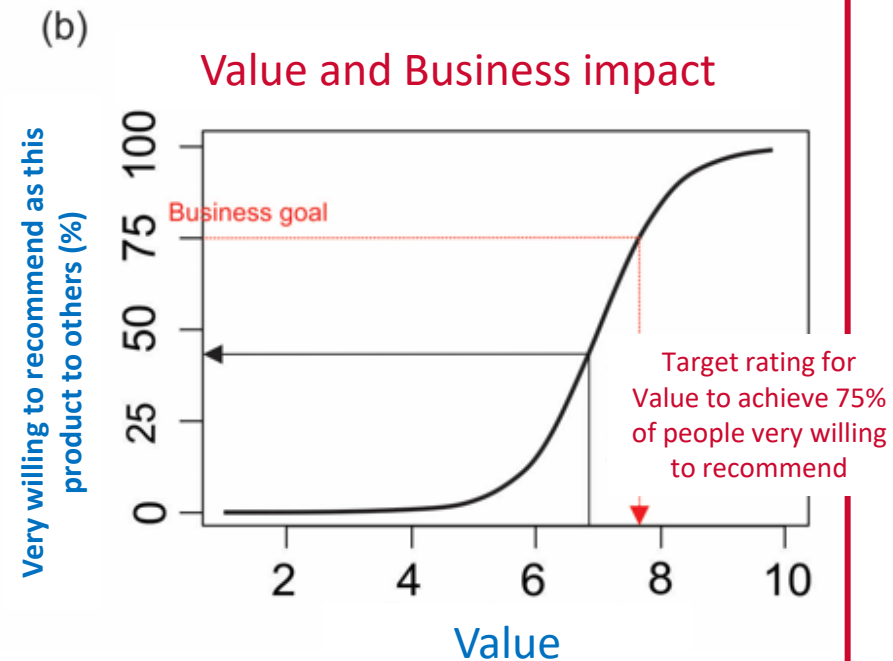 (b)
Value and Business impact
Very willing to recommend as this
product to others (%)
100
75
50
25
0
Business goal
Target rating for
Value to achieve 75%
of people very willing
to recommend
2 4 6 8 10
Value